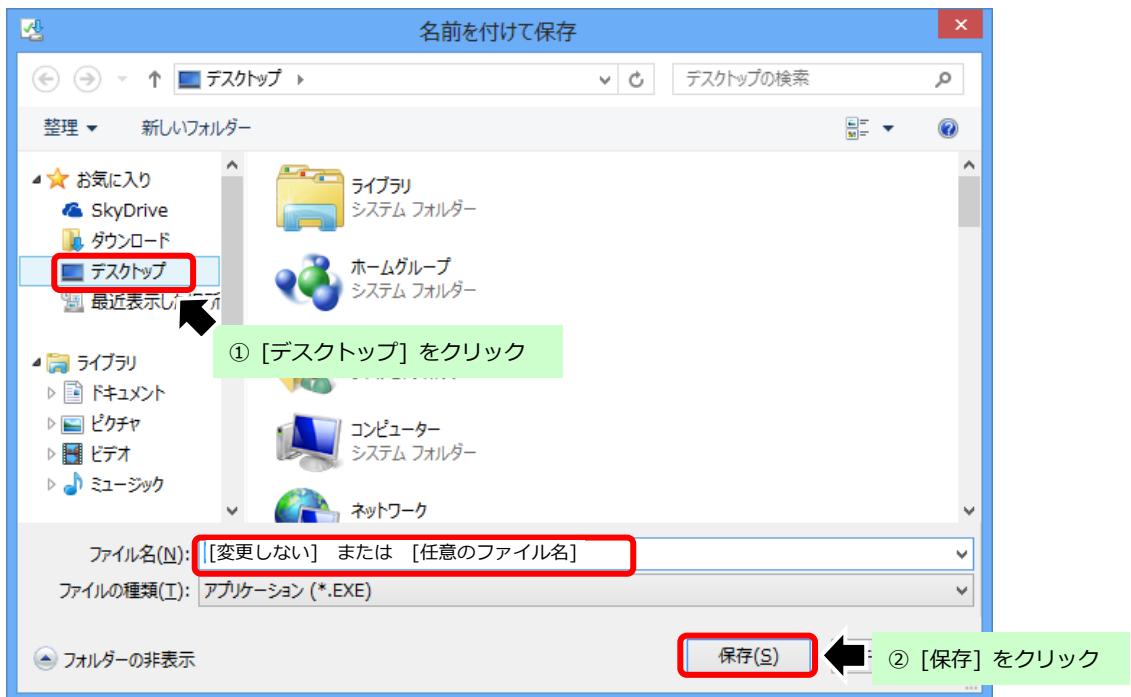 名前を付けて保存
デスクトップ
デスクトップの検索
整理
新しいフォルダー
お気に入り
SkyDrive
ダウンロード
デスクトップ
最近表示した
ライブラリ
ドキュメント
ピクチャ
ビデオ
ミュージック
ライブラリ
システム フォルダー
ホームグループ
システム フォルダー
① [デスクトップ] をクリック
コンピューター
システム フォルダー
ネットワーク
ファイル名(N):
[変更しない] または [任意のファイル名]
ファイルの種類(T):
アプリケーション (*.EXE)
フォルダーの非表示
保存(S)
② [保存] をクリック